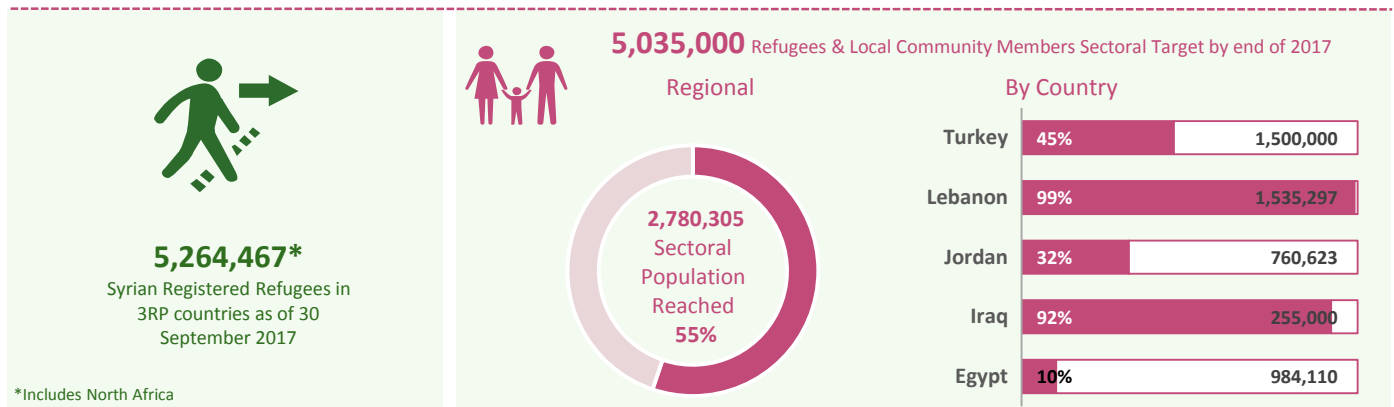 5,264,467*
Syrian Registered Refugees in
3RP countries as of 30
September 2017
*Includes North Africa
5,035,000 Refugees & Local Community Members Sectoral Target by end of 2017
Regional
2,780,305
Sectoral
Population
Reached
55%
By Country
Turkey 45% 1,500,000
Lebanon 99% 1,535,297
Jordan 32% 760,623
Iraq 92% 255,000
Egypt 10% 984,110